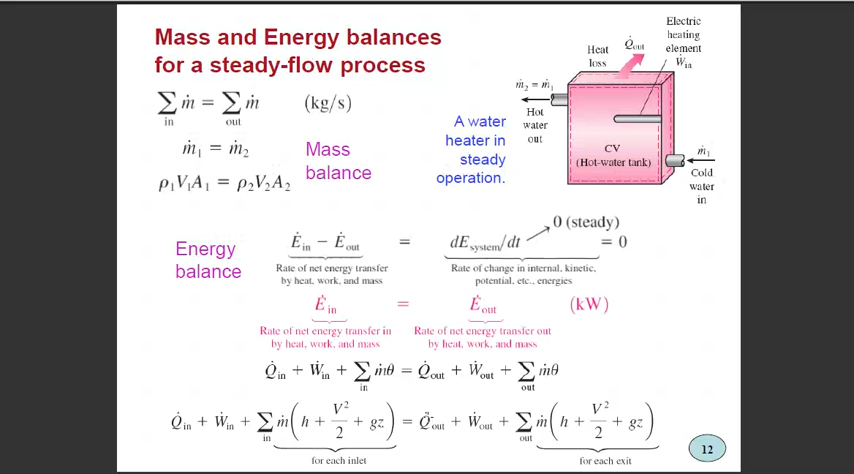 Mass and Energy balances
for a steady-flow process
∑ ṁ = ∑ ṁ (kg/s)
in out
ṁ₁ = ṁ₂
Mass
balance
ρ₁V₁A₁ = ρ₂V₂A₂
A water
heater in
steady
operation.
Electric
heating
element
Ẇin
Heat
loss
Q̇out
ṁ₂ = ṁ₁
Hot
water
out
CV
(Hot-water tank)
ṁ₁
Cold
water
in
Energy
balance
0 (steady)
Ėin − Ėout = dEsystem/dt = 0
Rate of net energy transfer
by heat, work, and mass
Rate of change in internal, kinetic,
potential, etc., energies
Ėin = Ėout (kW)
Rate of net energy transfer in
by heat, work, and mass
Rate of net energy transfer out
by heat, work, and mass
Q̇in + Ẇin + ∑ ṁθ = Q̇out + Ẇout + ∑ ṁθ
in out
Q̇in + Ẇin + ∑ ṁ(h + V²/2 + gz) = Q̇out + Ẇout + ∑ ṁ(h + V²/2 + gz)
in out
for each inlet for each exit
12